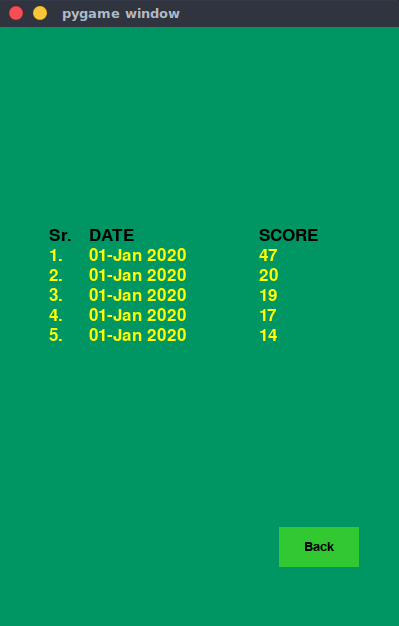 pygame window
Sr. DATE SCORE
1. 01-Jan 2020 47
2. 01-Jan 2020 20
3. 01-Jan 2020 19
4. 01-Jan 2020 17
5. 01-Jan 2020 14
Back